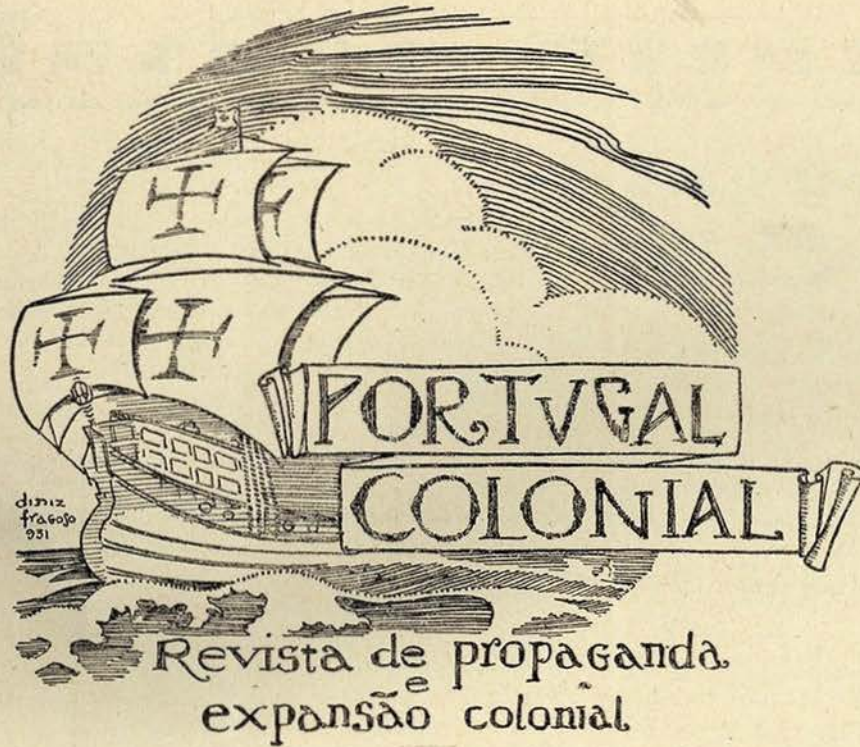 PORTVGAL
COLONIAL
diniz
fragoso
931
Revista de propaganda
e
expansão colonial